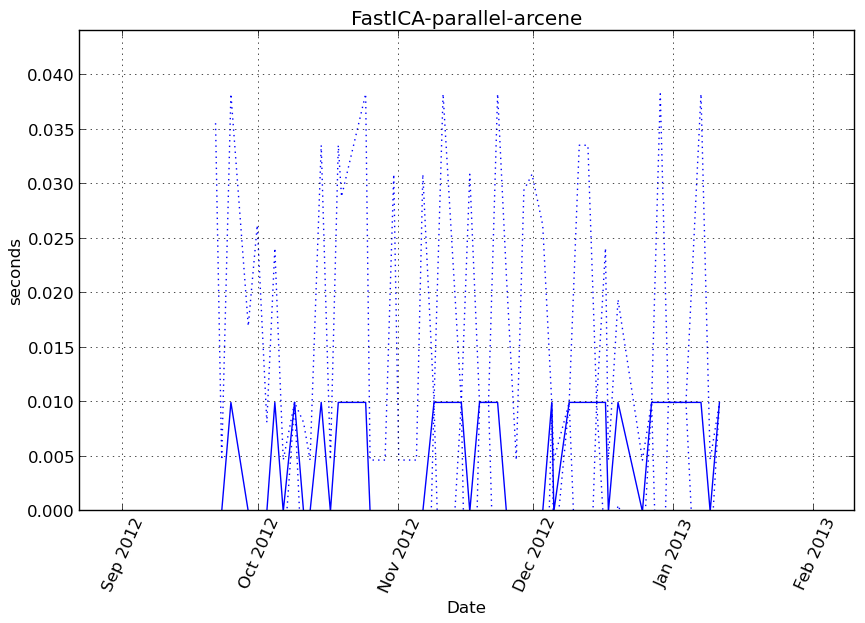 FastICA-parallel-arcene
0.040
0.035
0.030
0.025
0.020
0.015
0.010
0.005
0.000
seconds
Sep 2012
Oct 2012
Nov 2012
Dec 2012
Jan 2013
Feb 2013
Date